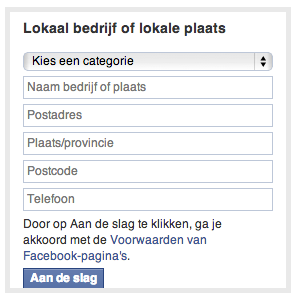 Lokaal bedrijf of lokale plaats
Kies een categorie
Naam bedrijf of plaats
Postadres
Plaats/provincie
Postcode
Telefoon
Door op Aan de slag te klikken, ga je
akkoord met de Voorwaarden van
Facebook-pagina's.
Aan de slag